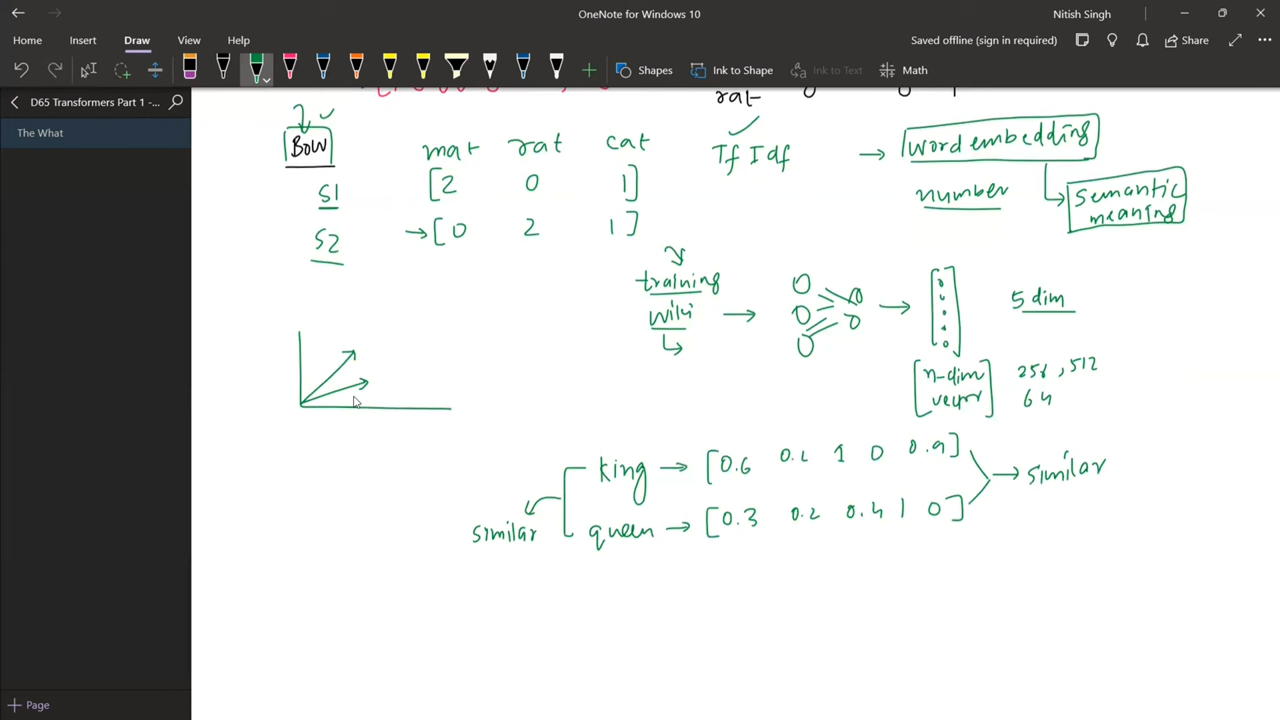 OneNote for Windows 10
Nitish Singh
Home Insert Draw View Help
Saved offline (sign in required)
Share
Shapes
Ink to Shape
Ink to Text
Math
D65 Transformers Part 1 -...
The What
rat
BOW
mat rat cat
Tf Idf → word embedding
S1 [2 0 1]
number
semantic
meaning
S2 → [0 2 1]
training
wiki →
→
5 dim
[n-dim
vector]
256, 512
64
king → [0.6 0.2 1 0 0.9]
→ similar
similar
queen → [0.3 0.2 0.4 1 0]
+ Page